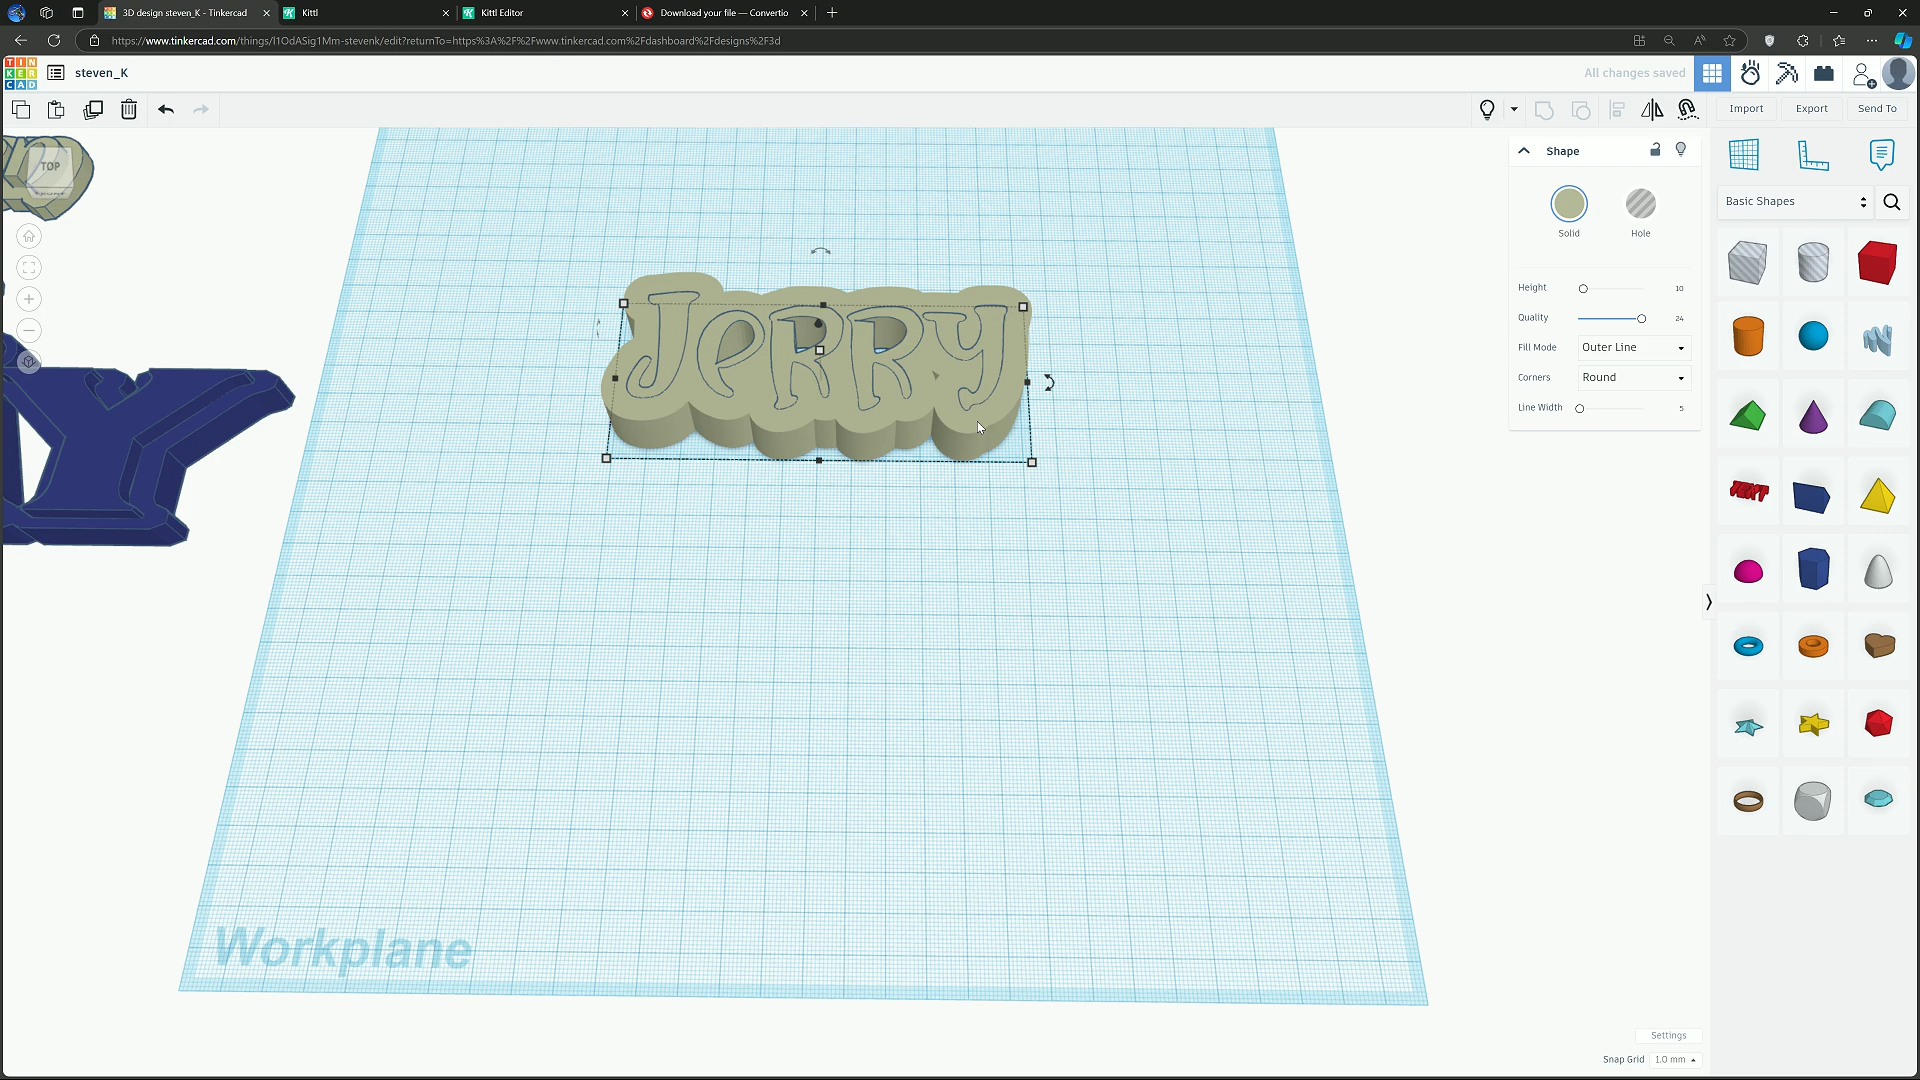 3D design steven_K - Tinkercad
Kittl
Kittl Editor
Download your file — Convertio
https://www.tinkercad.com/things/l1OdASig1Mm-stevenk/edit?returnTo=https%3A%2F%2Fwww.tinkercad.com%2Fdashboard%2Fdesigns%2F3d
TIN
KER
CAD
steven_K
All changes saved
Import
Export
Send To
TOP
Shape
Solid
Hole
Height
10
Quality
24
Fill Mode
Outer Line
Corners
Round
Line Width
5
Basic Shapes
TEXT
JeRRy
Y
Workplane
Settings
Snap Grid
1.0 mm